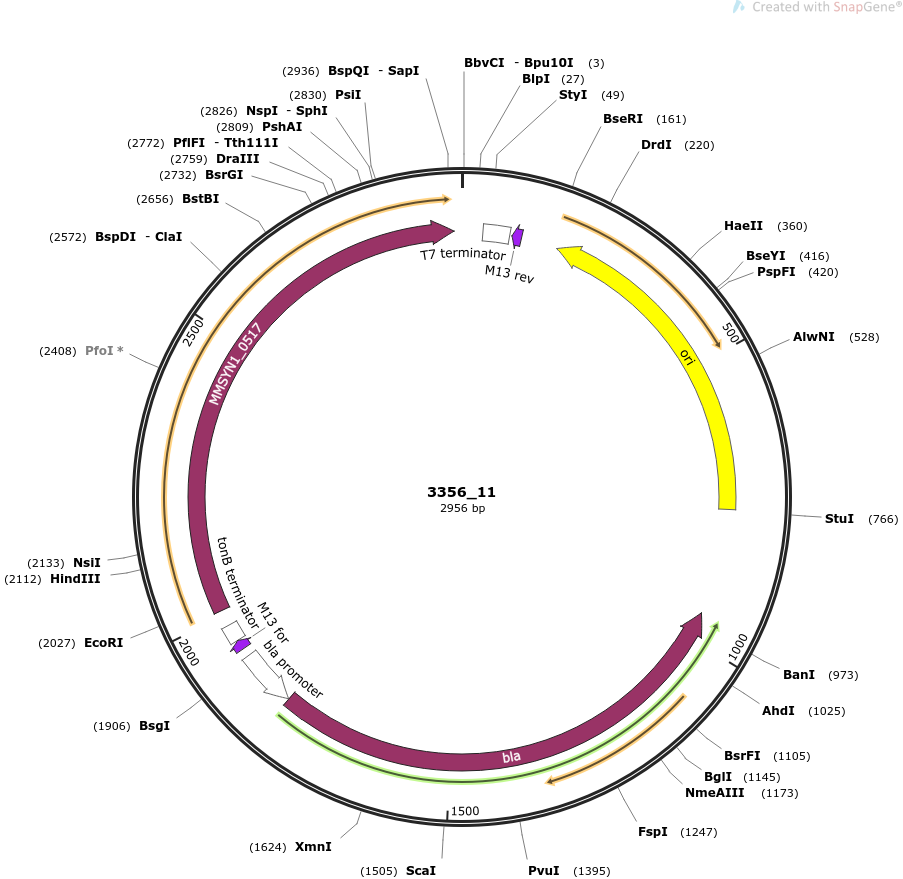 Created with SnapGene®
(2936) BspQI - SapI
BbvCI - Bpu10I (3)
BlpI (27)
(2830) PsiI
StyI (49)
(2826) NspI - SphI
BseRI (161)
(2809) PshAI
(2772) PflFI - Tth111I
DrdI (220)
(2759) DraIII
(2732) BsrGI
(2656) BstBI
HaeII (360)
(2572) BspDI - ClaI
T7 terminator
M13 rev
BseYI (416)
PspFI (420)
2500
500
AlwNI (528)
(2408) PfoI *
MMSYN1_0517
ori
3356_11
2956 bp
StuI (766)
(2133) NsiI
(2112) HindIII
tonB terminator
M13 for
(2027) EcoRI
2000
bla promoter
1000
BanI (973)
AhdI (1025)
(1906) BsgI
bla
BsrFI (1105)
BglI (1145)
NmeAIII (1173)
1500
FspI (1247)
(1624) XmnI
(1505) ScaI
PvuI (1395)